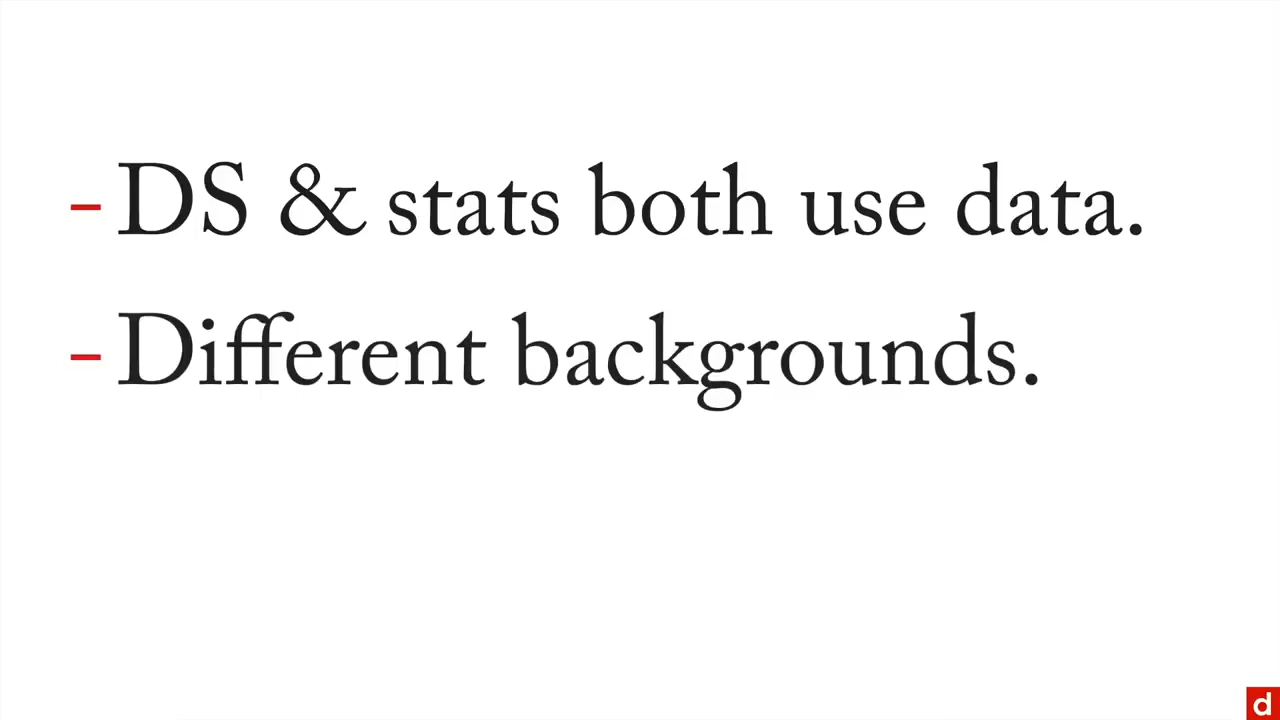 - DS & stats both use data.
- Different backgrounds.
d